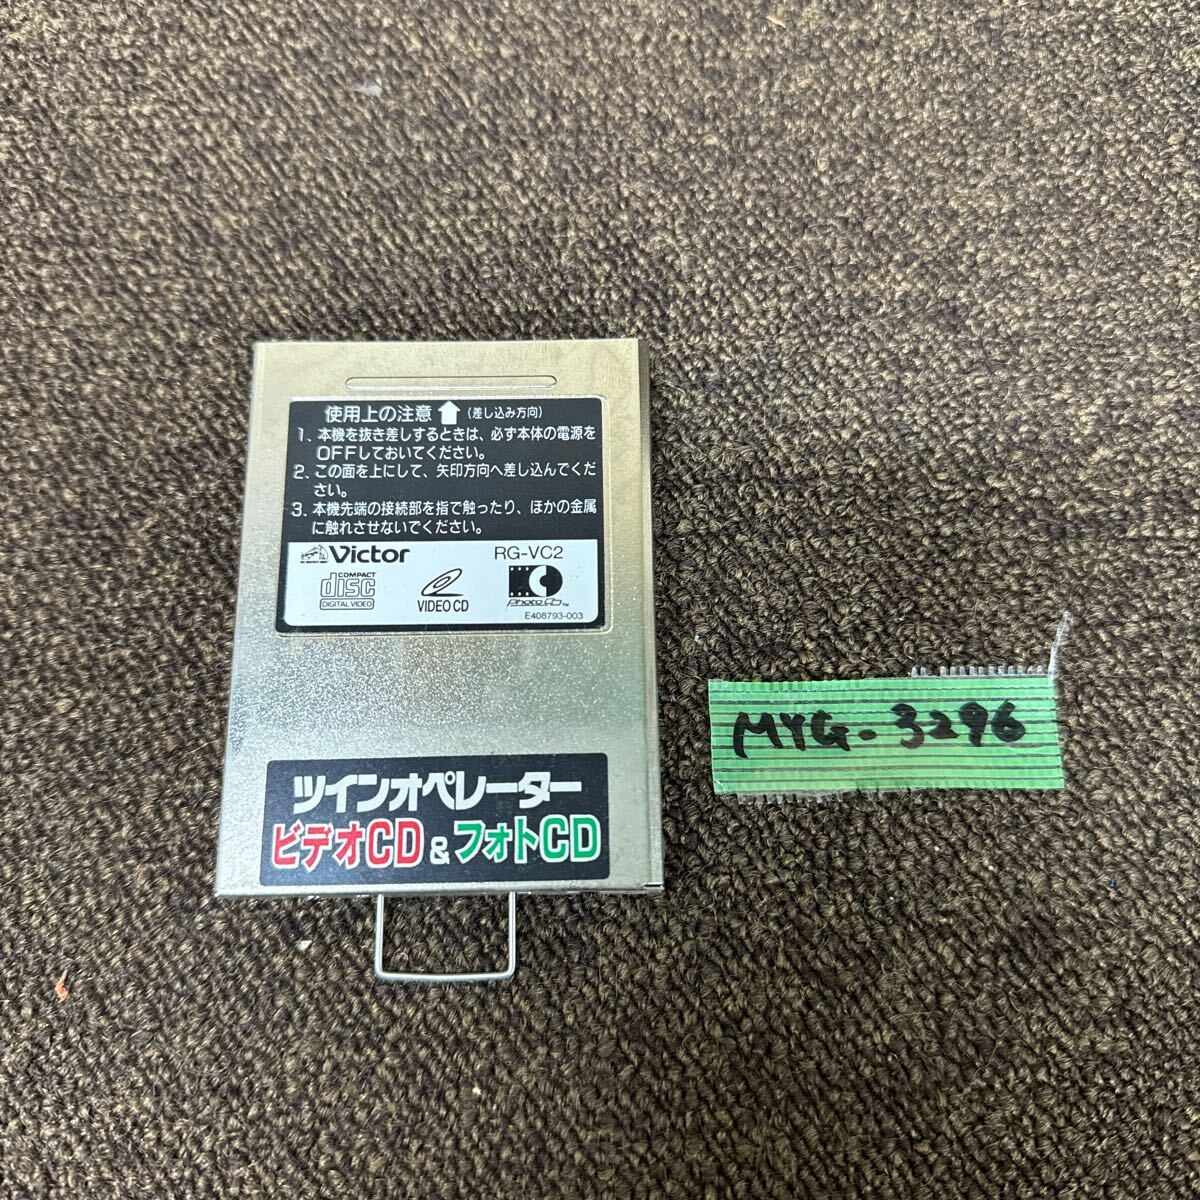 使用上の注意 (差し込み方向)
1. 本機を抜き差しするときは、必ず本体の電源を
OFFしておいてください。
2. この面を上にして、矢印方向へ差し込んでくだ
さい。
3. 本機先端の接続部を指で触ったり、ほかの金属
に触れさせないでください。
Victor RG-VC2
COMPACT
disc
DIGITAL VIDEO
VIDEO CD
Photo CD™
E408793-003
ツインオペレーター
ビデオCD & フォトCD
MYG-3296